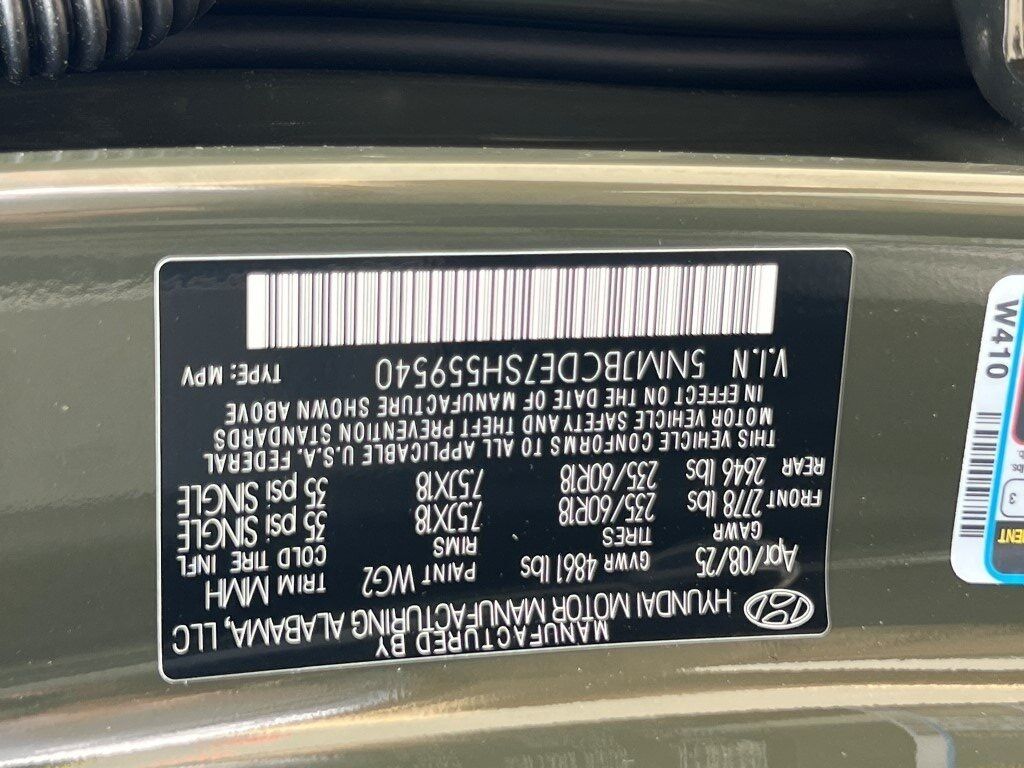 MANUFACTURED BY
HYUNDAI MOTOR MANUFACTURING ALABAMA, LLC
Apr/08/25 GVWR 4861 lbs PAINT WG2 TRIM MMH
GAWR TIRES RIMS COLD TIRE INFL
FRONT 2778 lbs 235/60R18 7.5JX18 35 psi SINGLE
REAR 2646 lbs 235/60R18 7.5JX18 35 psi SINGLE
THIS VEHICLE CONFORMS TO ALL APPLICABLE U.S.A. FEDERAL
MOTOR VEHICLE SAFETY AND THEFT PREVENTION STANDARDS
IN EFFECT ON THE DATE OF MANUFACTURE SHOWN ABOVE
V.I.N 5NMJBCDE7SH559540 TYPE: MPV
W410
lbs.
3